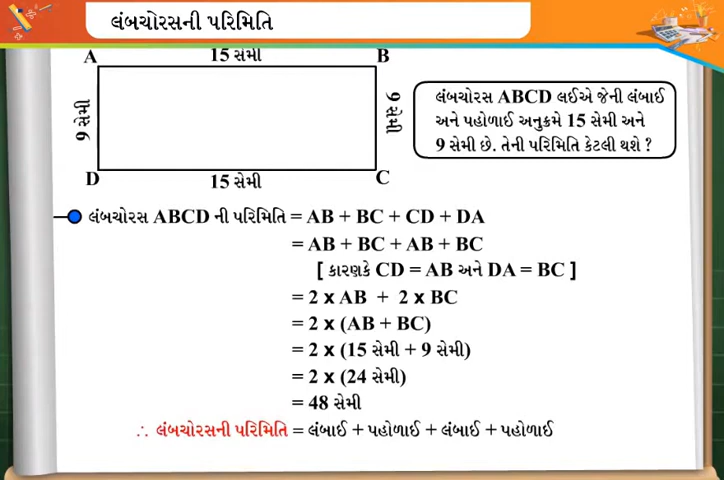 લંબચોરસની પરિમિતિ
A 15 સેમી B
9 સેમી
9 સેમી
D 15 સેમી C
લંબચોરસ ABCD લઈએ જેની લંબાઈ
અને પહોળાઈ અનુક્રમે 15 સેમી અને
9 સેમી છે. તેની પરિમિતિ કેટલી થશે ?
લંબચોરસ ABCD ની પરિમિતિ = AB + BC + CD + DA
= AB + BC + AB + BC
[ કારણકે CD = AB અને DA = BC ]
= 2 x AB + 2 x BC
= 2 x (AB + BC)
= 2 x (15 સેમી + 9 સેમી)
= 2 x (24 સેમી)
= 48 સેમી
∴ લંબચોરસની પરિમિતિ = લંબાઈ + પહોળાઈ + લંબાઈ + પહોળાઈ